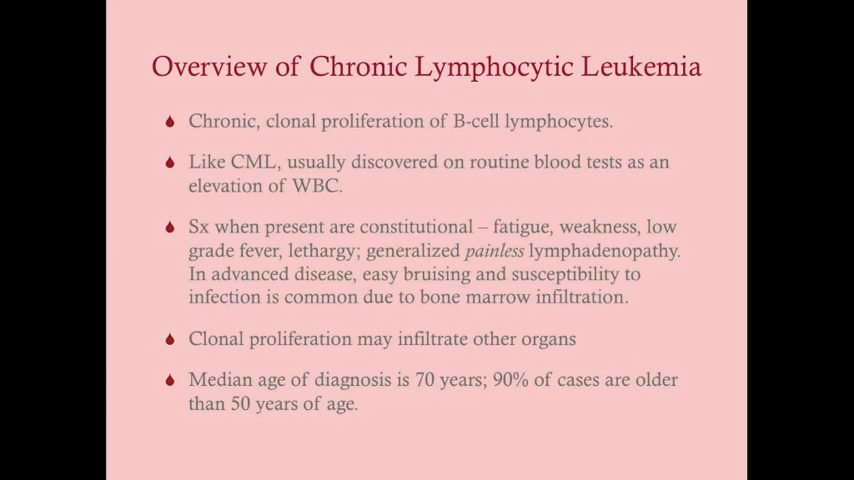 Overview of Chronic Lymphocytic Leukemia
Chronic, clonal proliferation of B-cell lymphocytes.
Like CML, usually discovered on routine blood tests as an
elevation of WBC.
Sx when present are constitutional – fatigue, weakness, low
grade fever, lethargy; generalized painless lymphadenopathy.
In advanced disease, easy bruising and susceptibility to
infection is common due to bone marrow infiltration.
Clonal proliferation may infiltrate other organs
Median age of diagnosis is 70 years; 90% of cases are older
than 50 years of age.